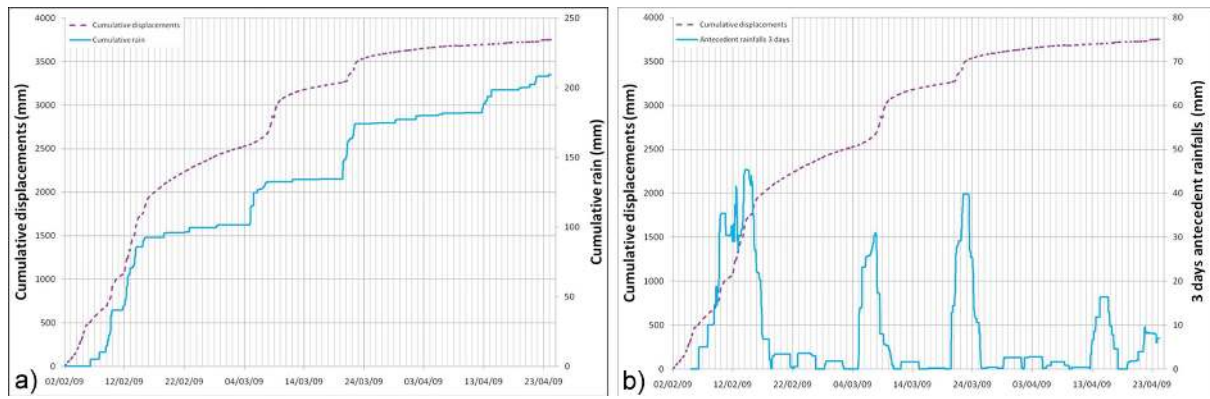 Cumulative displacements
Cumulative rain
4000
3500
3000
2500
2000
1500
1000
500
0
Cumulative displacements (mm)
250
200
150
100
50
0
Cumulative rain (mm)
02/02/09 12/02/09 22/02/09 04/03/09 14/03/09 24/03/09 03/04/09 13/04/09 23/04/09
a)
Cumulative displacements
Antecedent rainfalls 3 days
4000
3500
3000
2500
2000
1500
1000
500
0
Cumulative displacements (mm)
80
70
60
50
40
30
20
10
0
3 days antecedent rainfalls (mm)
02/02/09 12/02/09 22/02/09 04/03/09 14/03/09 24/03/09 03/04/09 13/04/09 23/04/09
b)